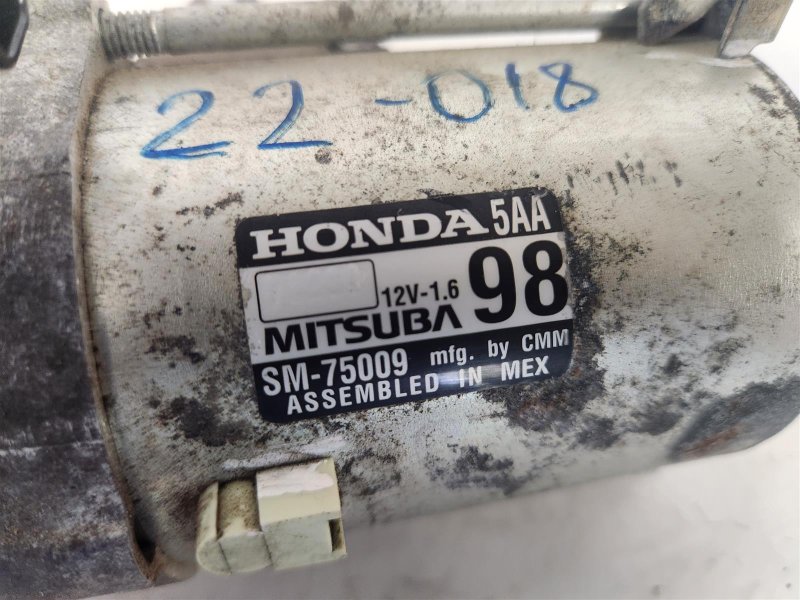 22-018
HONDA 5AA
12V-1.6 98
MITSUBA
SM-75009 mfg. by CMM
ASSEMBLED IN MEX